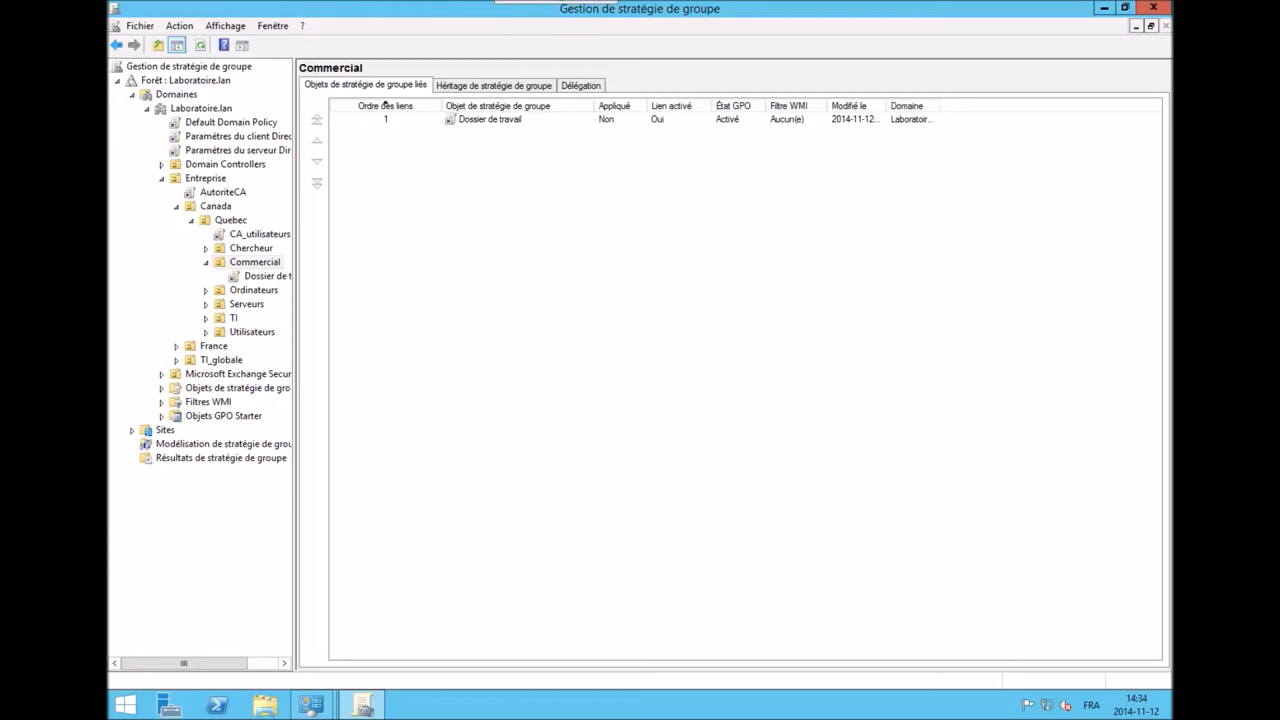 Gestion de stratégie de groupe
Fichier Action Affichage Fenêtre ?
Gestion de stratégie de groupe
Forêt : Laboratoire.lan
Domaines
Laboratoire.lan
Default Domain Policy
Paramètres du client Direc
Paramètres du serveur Dir
Domain Controllers
Entreprise
AutoriteCA
Canada
Quebec
CA_utilisateurs
Chercheur
Commercial
Dossier de t
Ordinateurs
Serveurs
TI
Utilisateurs
France
TI_globale
Microsoft Exchange Secur
Objets de stratégie de gro
Filtres WMI
Objets GPO Starter
Sites
Modélisation de stratégie de grou
Résultats de stratégie de groupe
Commercial
Objets de stratégie de groupe liés Héritage de stratégie de groupe Délégation
Ordre des liens Objet de stratégie de groupe Appliqué Lien activé État GPO Filtre WMI Modifié le Domaine
1 Dossier de travail Non Oui Activé Aucun(e) 2014-11-12... Laboratoir...
FRA
14:34
2014-11-12